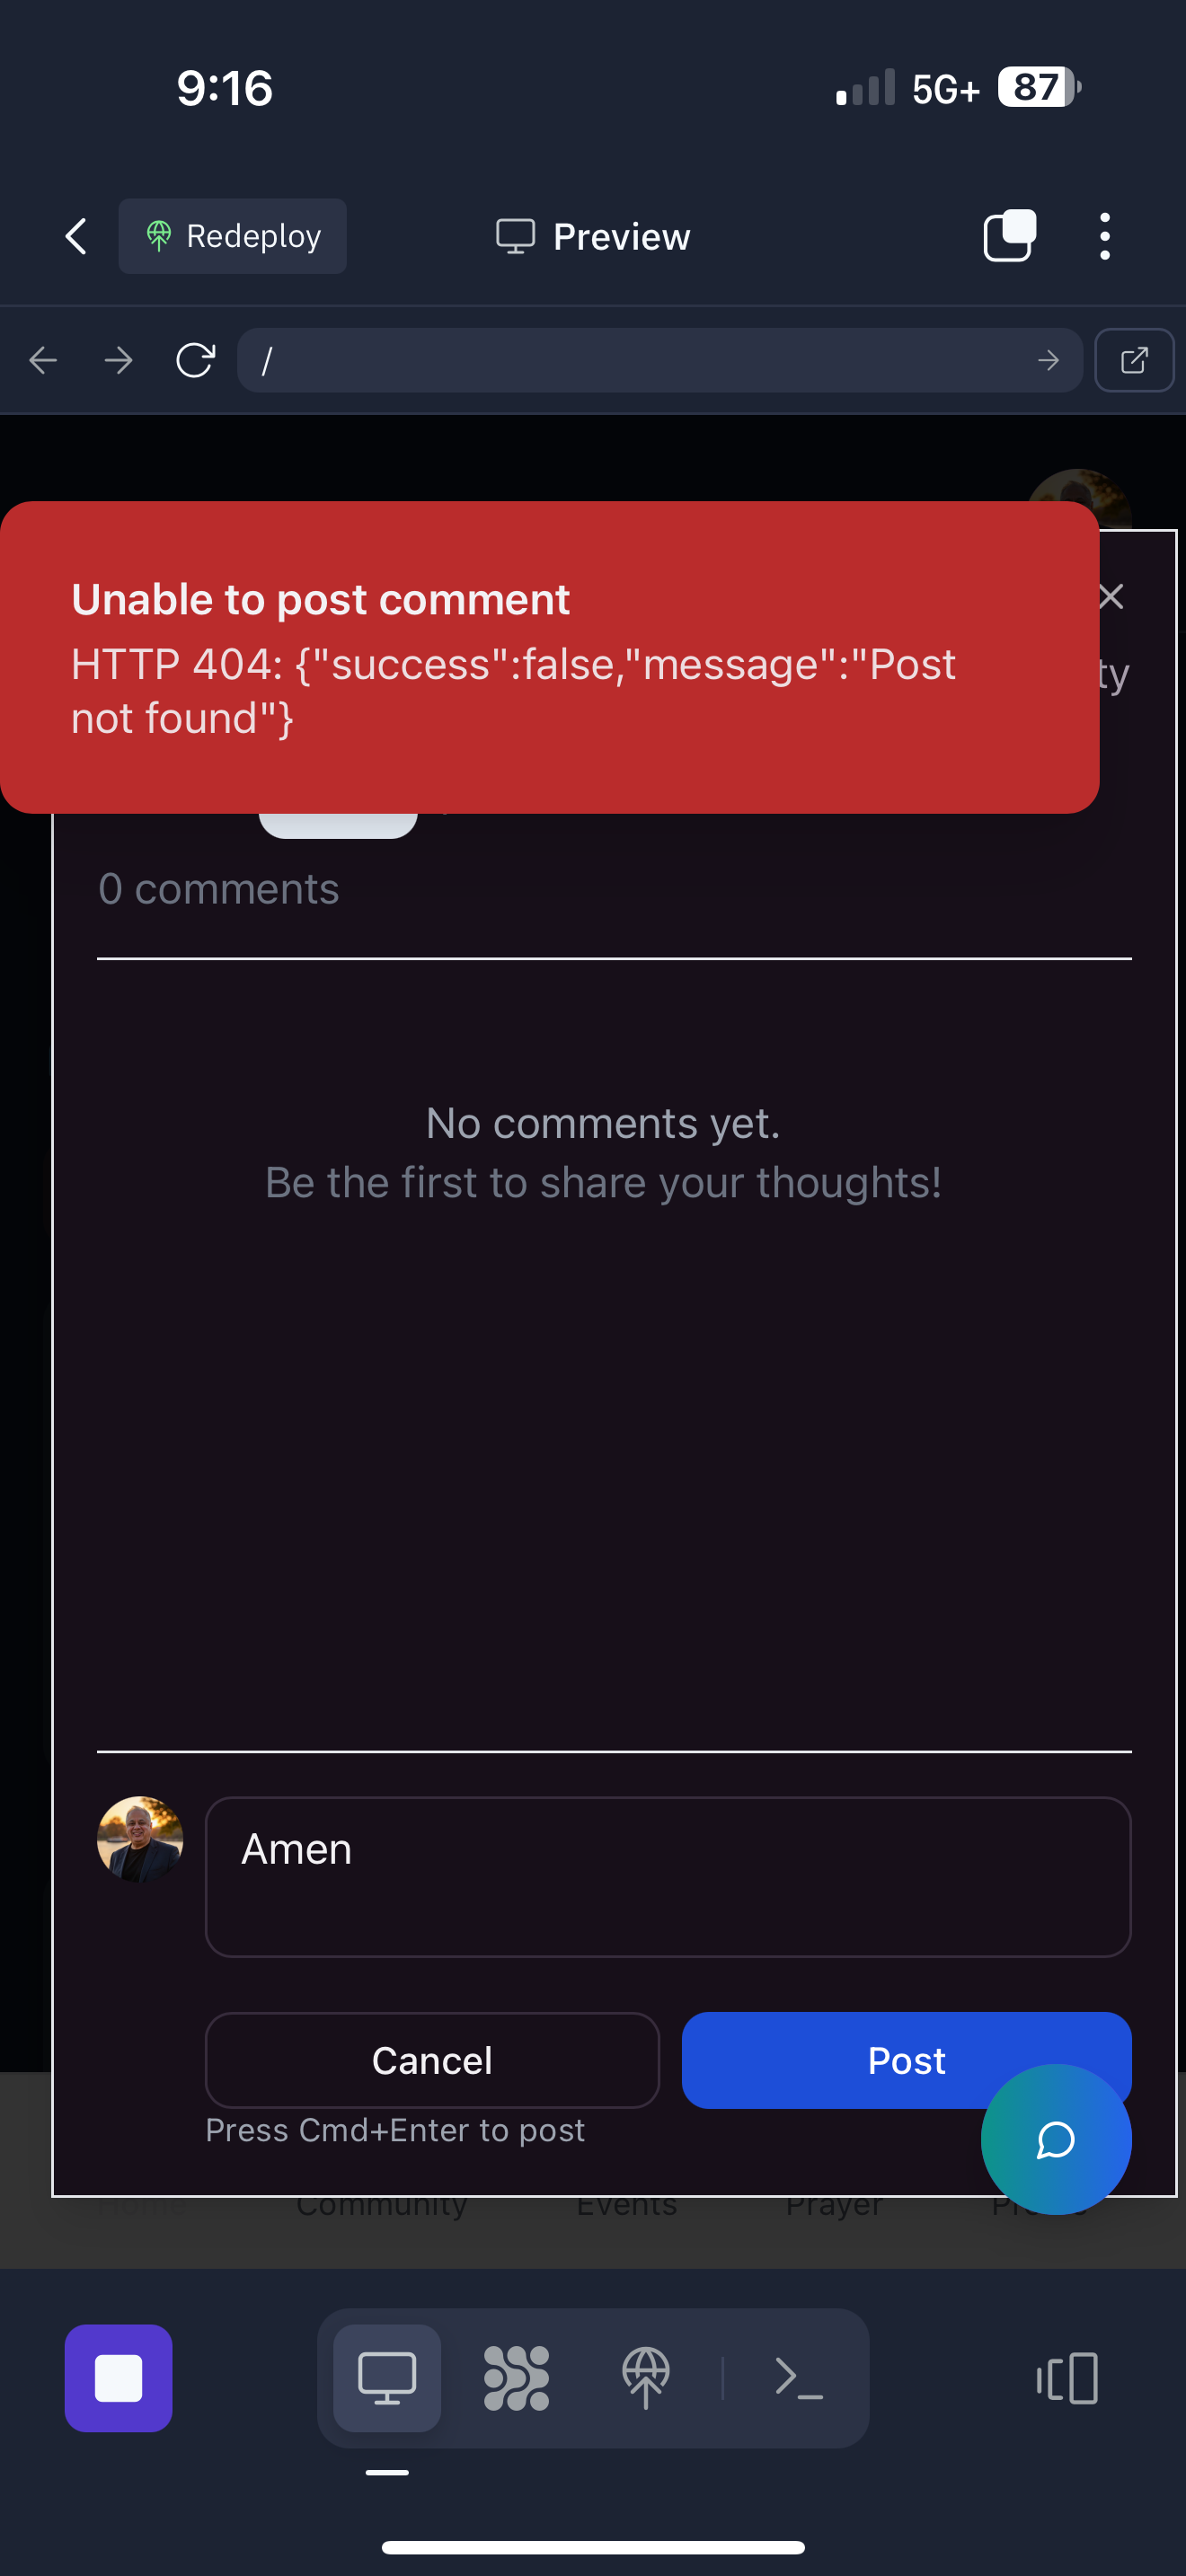 9:16
5G+
87
Redeploy
Preview
/
Unable to post comment
HTTP 404: {"success":false,"message":"Post
not found"}
ty
0 comments
No comments yet.
Be the first to share your thoughts!
Amen
Cancel
Post
Press Cmd+Enter to post
Home
Community
Events
Prayer